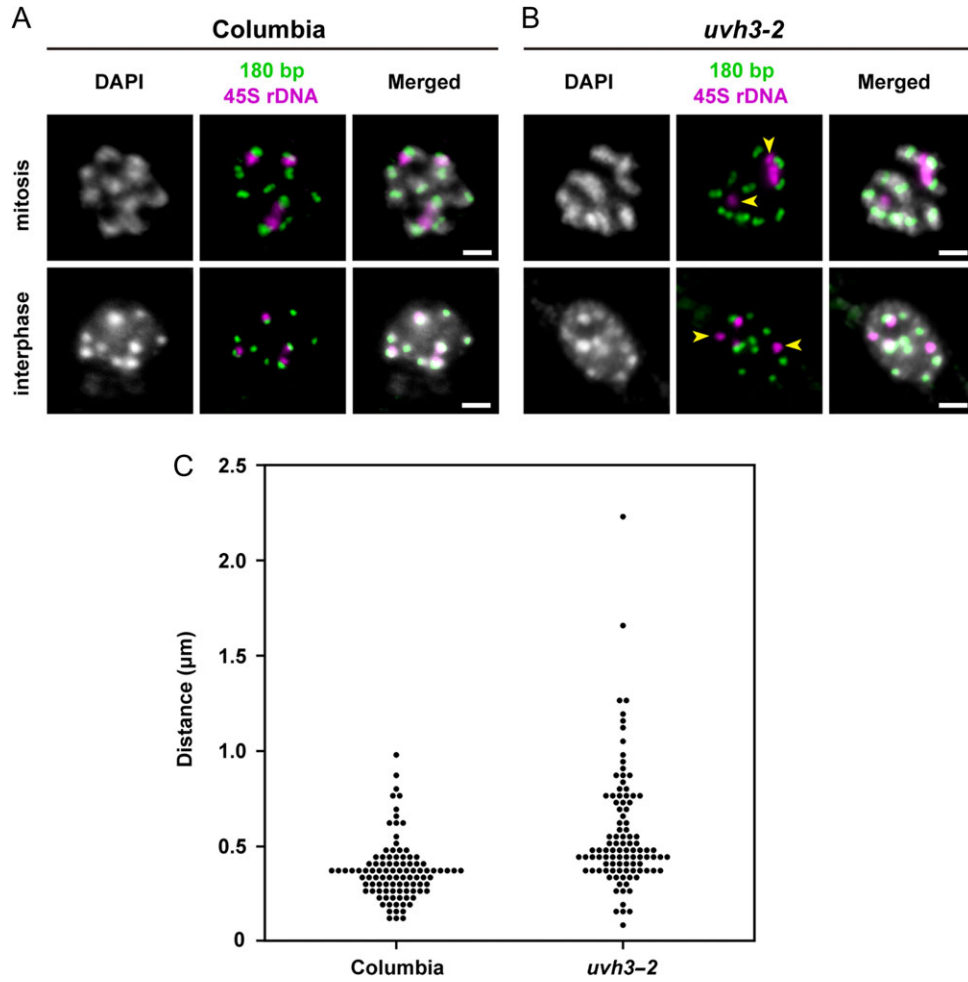 A
Columbia
DAPI
180 bp
45S rDNA
Merged
mitosis
interphase
B
uvh3-2
DAPI
180 bp
45S rDNA
Merged
C
2.5
2.0
1.5
1.0
0.5
0
Distance (µm)
Columbia
uvh3–2